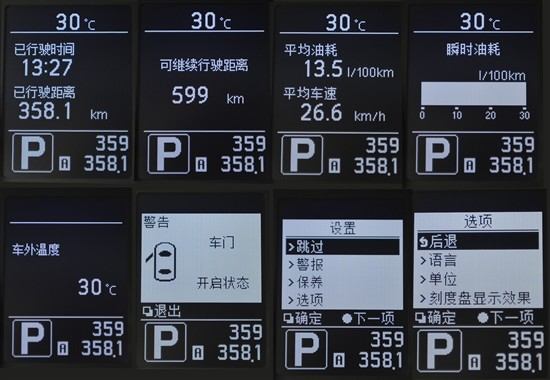 30 ℃
已行驶时间
13:27
已行驶距离
358.1 km
P
359
A 358.1
30 ℃
可继续行驶距离
599 km
P
359
A 358.1
30 ℃
平均油耗
13.5 l/100km
平均车速
26.6 km/h
P
359
A 358.1
30 ℃
瞬时油耗
l/100km
0 10 20 30
P
359
A 358.1
车外温度
30 ℃
P
359
A 358.1
警告
车门
开启状态
退出
P
359
A 358.1
设置
>跳过
>警报
>保养
>选项
确定 ●下一项
P
359
A 358.1
选项
后退
>语言
>单位
>刻度盘显示效果
确定 ●下一项
P
359
A 358.1